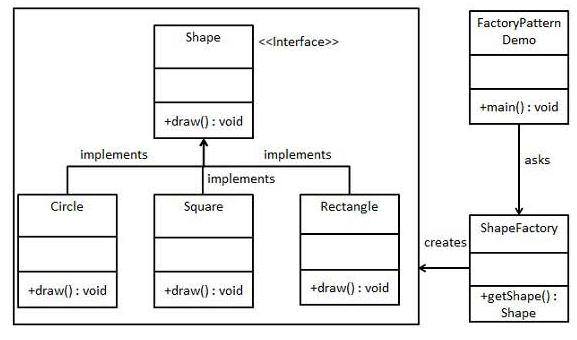 Shape
<<Interface>>
+draw() : void
implements
implements
implements
Circle
+draw() : void
Square
+draw() : void
Rectangle
+draw() : void
FactoryPattern
Demo
+main() : void
asks
creates
ShapeFactory
+getShape() :
Shape